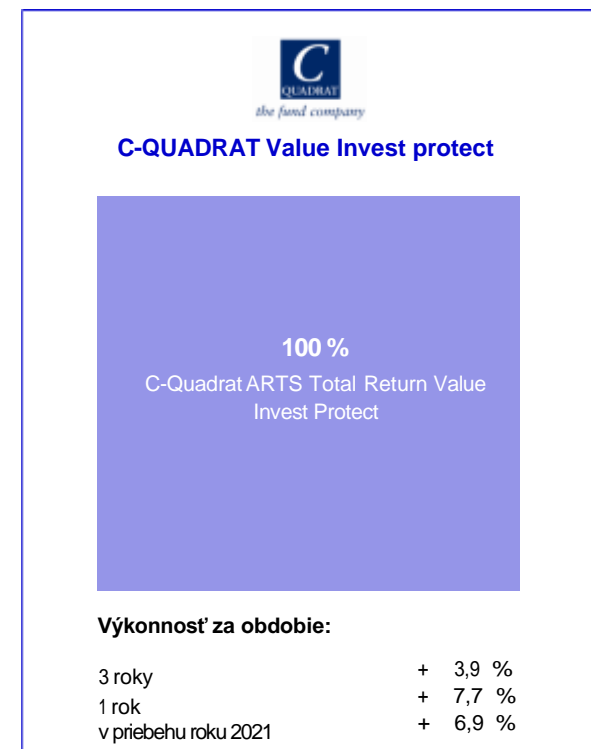 C
QUADRAT
the fund company
C-QUADRAT Value Invest protect
100 %
C-Quadrat ARTS Total Return Value
Invest Protect
Výkonnosť za obdobie:
3 roky + 3,9 %
1 rok + 7,7 %
v priebehu roku 2021 + 6,9 %